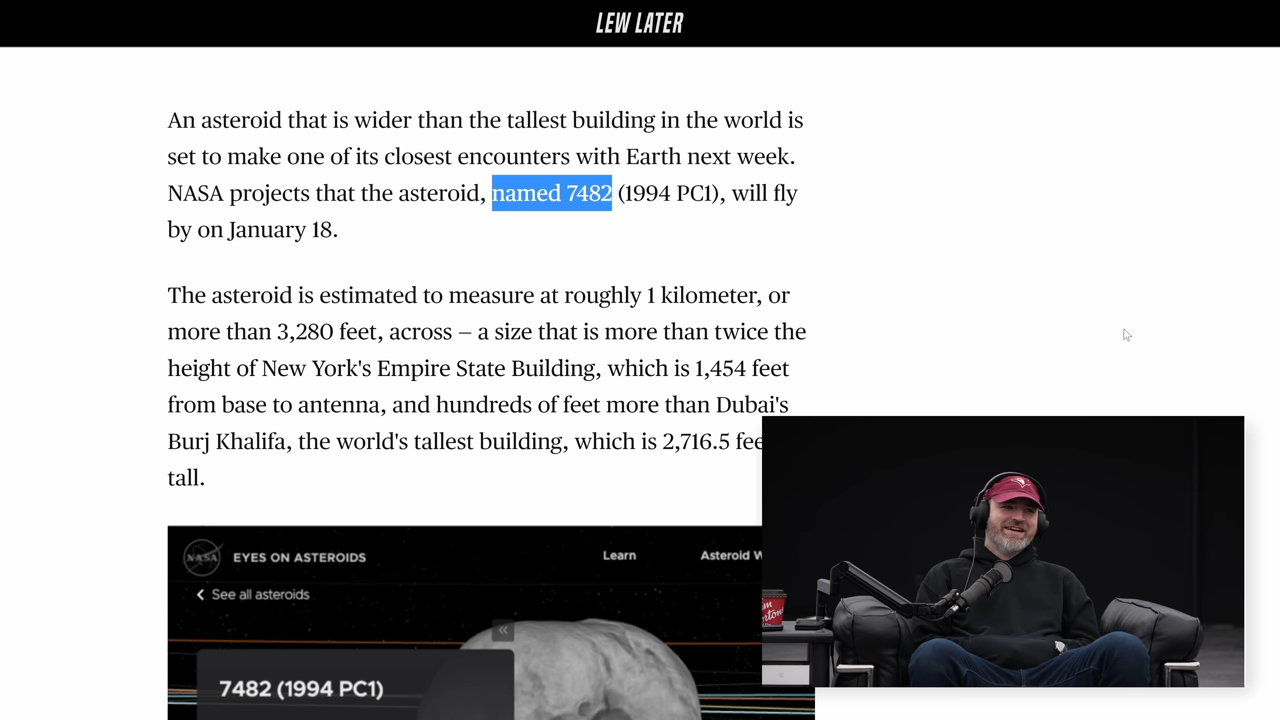 LEW LATER
An asteroid that is wider than the tallest building in the world is
set to make one of its closest encounters with Earth next week.
NASA projects that the asteroid, named 7482 (1994 PC1), will fly
by on January 18.
The asteroid is estimated to measure at roughly 1 kilometer, or
more than 3,280 feet, across — a size that is more than twice the
height of New York's Empire State Building, which is 1,454 feet
from base to antenna, and hundreds of feet more than Dubai's
Burj Khalifa, the world's tallest building, which is 2,716.5 fee
tall.
NASA EYES ON ASTEROIDS Learn Asteroid W
See all asteroids
7482 (1994 PC1)